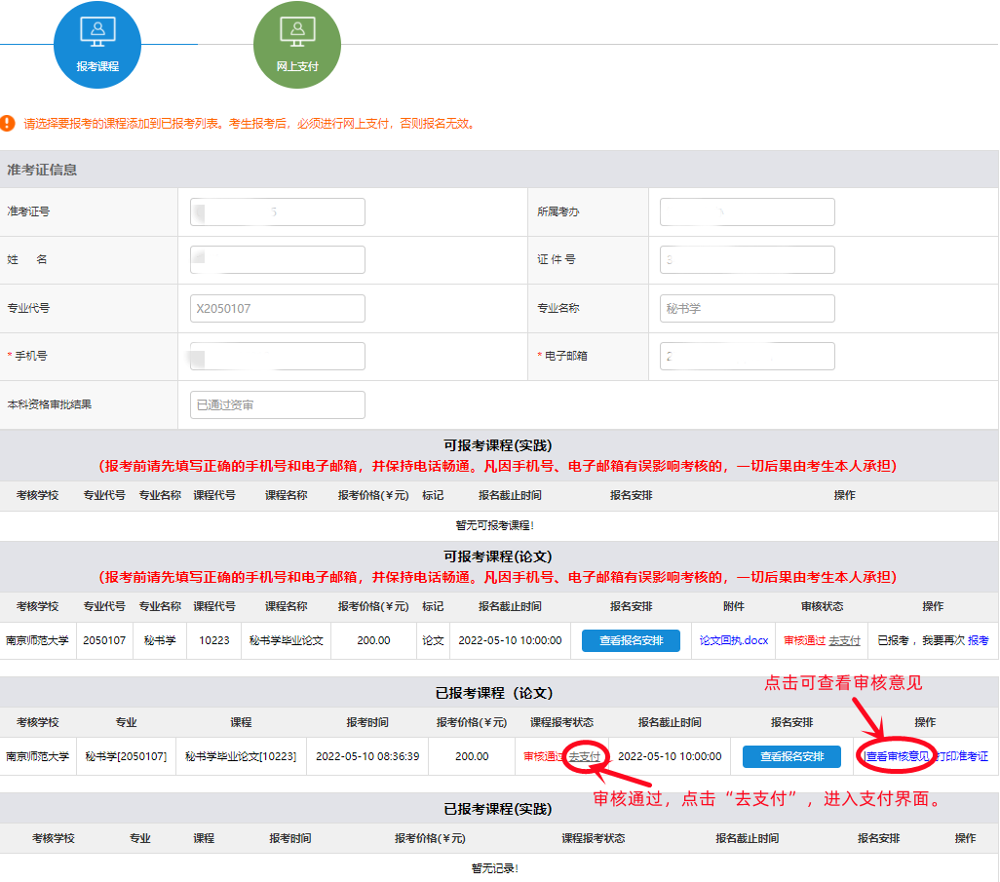 报考课程
网上支付
请选择要报考的课程添加到已报考列表。考生报考后，必须进行网上支付，否则报名无效。
准考证信息
准考证号 5 所属考办
姓 名 证 件 号 3
专业代号 X2050107 专业名称 秘书学
* 手机号 * 电子邮箱 2
本科资格审批结果 已通过资审
可报考课程(实践)
（报考前请先填写正确的手机号和电子邮箱，并保持电话畅通。凡因手机号、电子邮箱有误影响考核的，一切后果由考生本人承担）
考核学校 专业代号 专业名称 课程代号 课程名称 报考价格(￥元) 标记 报名截止时间 报名安排 操作
暂无可报考课程!
可报考课程(论文)
（报考前请先填写正确的手机号和电子邮箱，并保持电话畅通。凡因手机号、电子邮箱有误影响考核的，一切后果由考生本人承担）
考核学校 专业代号 专业名称 课程代号 课程名称 报考价格(￥元) 标记 报名截止时间 报名安排 附件 审核状态 操作
南京师范大学 2050107 秘书学 10223 秘书学毕业论文 200.00 论文 2022-05-10 10:00:00 查看报名安排 论文回执.docx 审核通过 去支付 已报考 ，我要再次 报考
点击可查看审核意见
已报考课程（论文）
考核学校 专业 课程 报考时间 报考价格(￥元) 课程报考状态 报名截止时间 报名安排 操作
南京师范大学 秘书学[2050107] 秘书学毕业论文[10223] 2022-05-10 08:36:39 200.00 审核通过 去支付 2022-05-10 10:00:00 查看报名安排 |查看审核意见 打印准考证
审核通过，点击“去支付”，进入支付界面。
已报考课程(实践)
考核学校 专业 课程 报考时间 报考价格(￥元) 课程报考状态 报名截止时间 报名安排 操作
暂无记录!